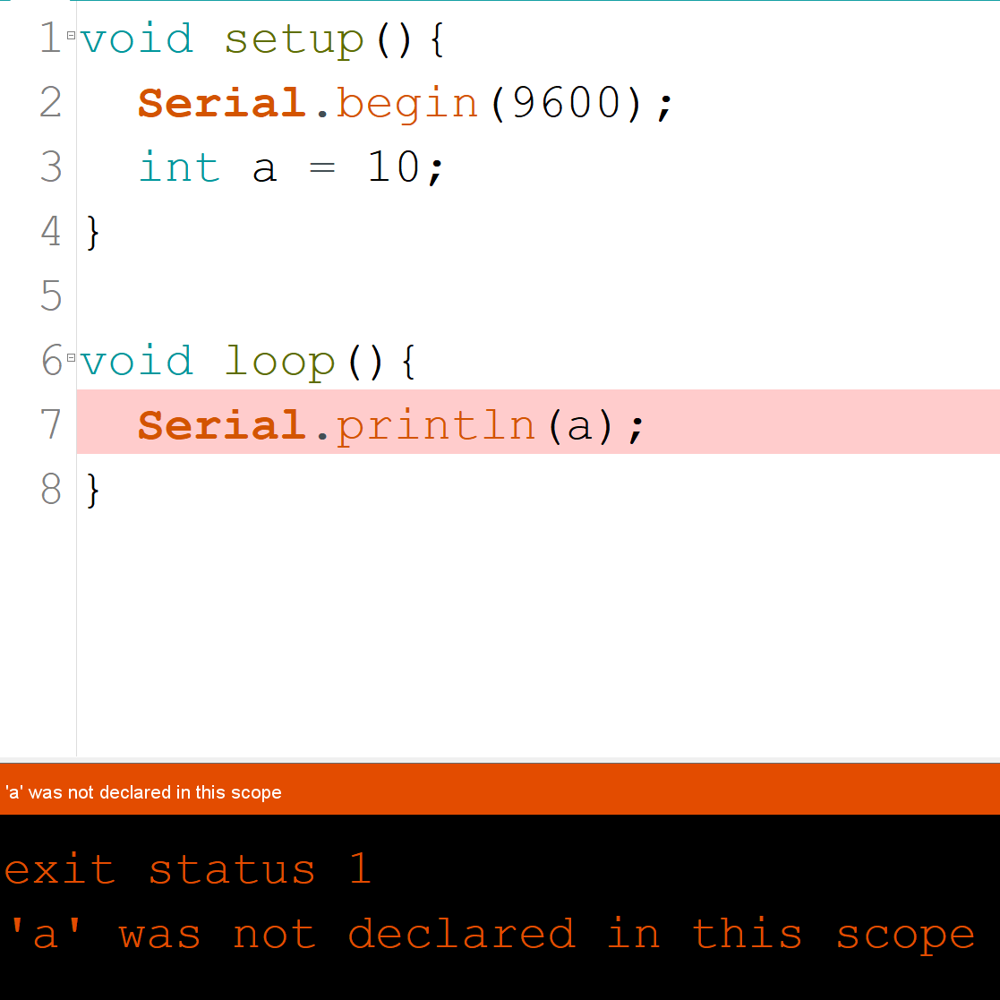 1 void setup(){
2   Serial.begin(9600);
3   int a = 10;
4 }
5
6 void loop(){
7   Serial.println(a);
8 }
'a' was not declared in this scope
exit status 1
'a' was not declared in this scope